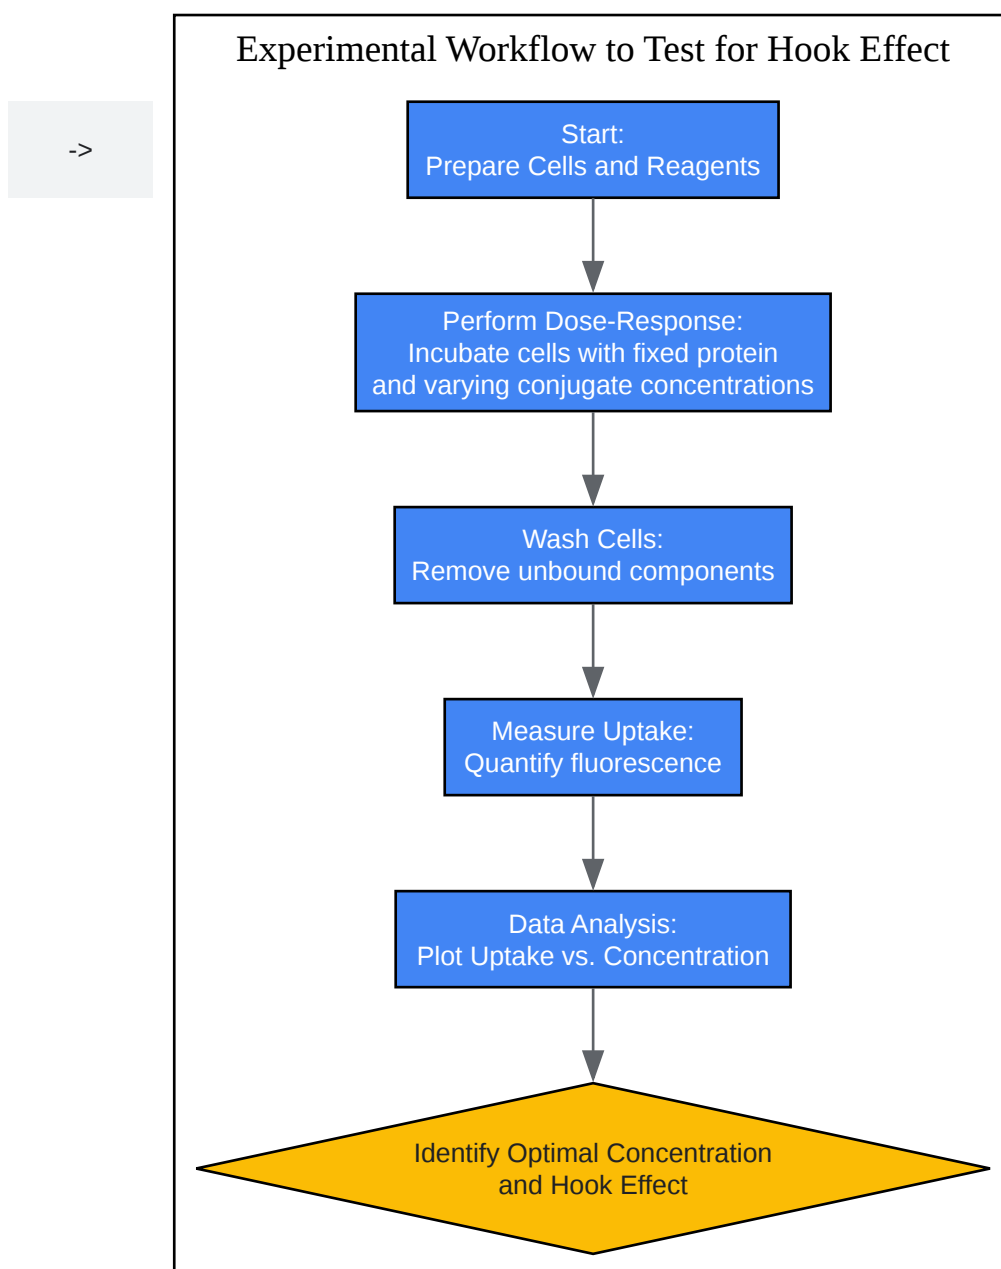 Experimental Workflow to Test for Hook Effect
->
Start:
Prepare Cells and Reagents
Perform Dose-Response:
Incubate cells with fixed protein
and varying conjugate concentrations
Wash Cells:
Remove unbound components
Measure Uptake:
Quantify fluorescence
Data Analysis:
Plot Uptake vs. Concentration
Identify Optimal Concentration
and Hook Effect